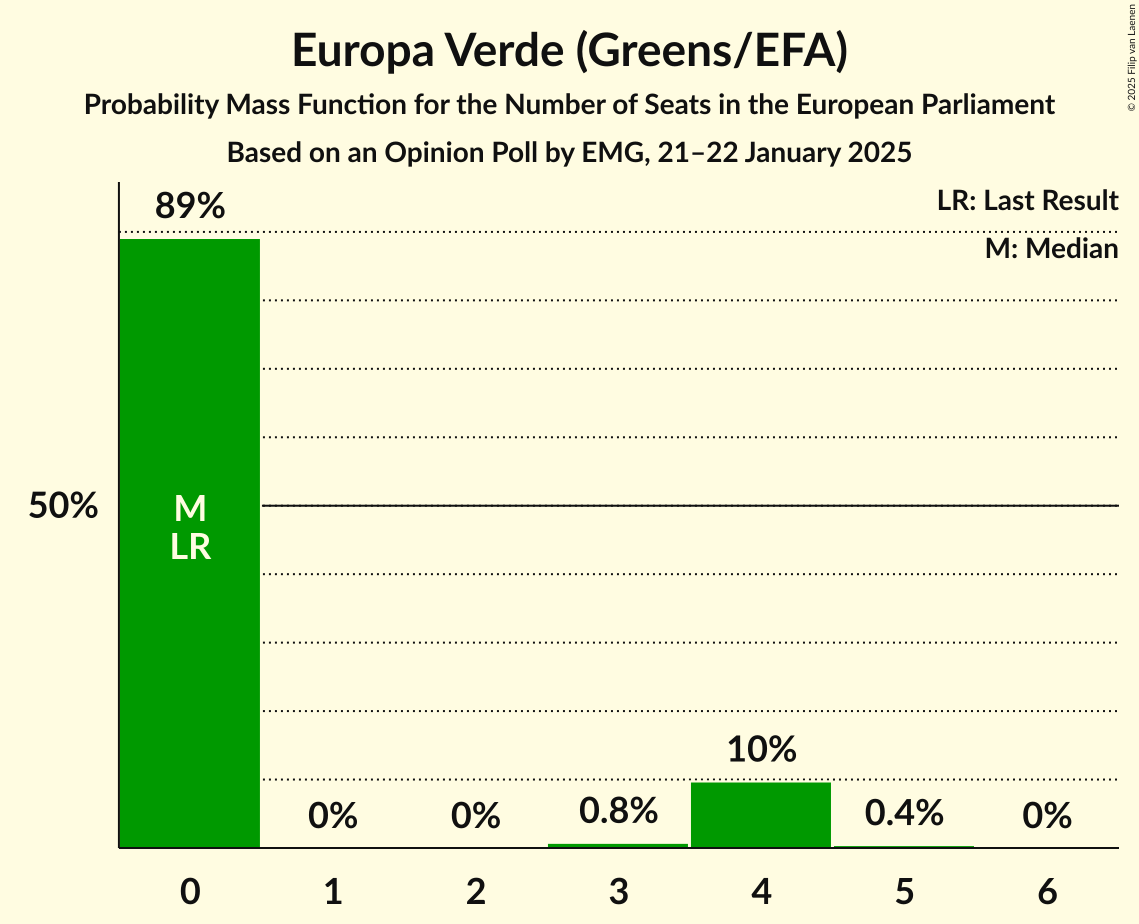 Europa Verde (Greens/EFA)
Probability Mass Function for the Number of Seats in the European Parliament
Based on an Opinion Poll by EMG, 21–22 January 2025
© 2025 Filip van Laenen
LR: Last Result
M: Median
89%
50%
M
LR
0%
0%
0.8%
10%
0.4%
0%
0
1
2
3
4
5
6